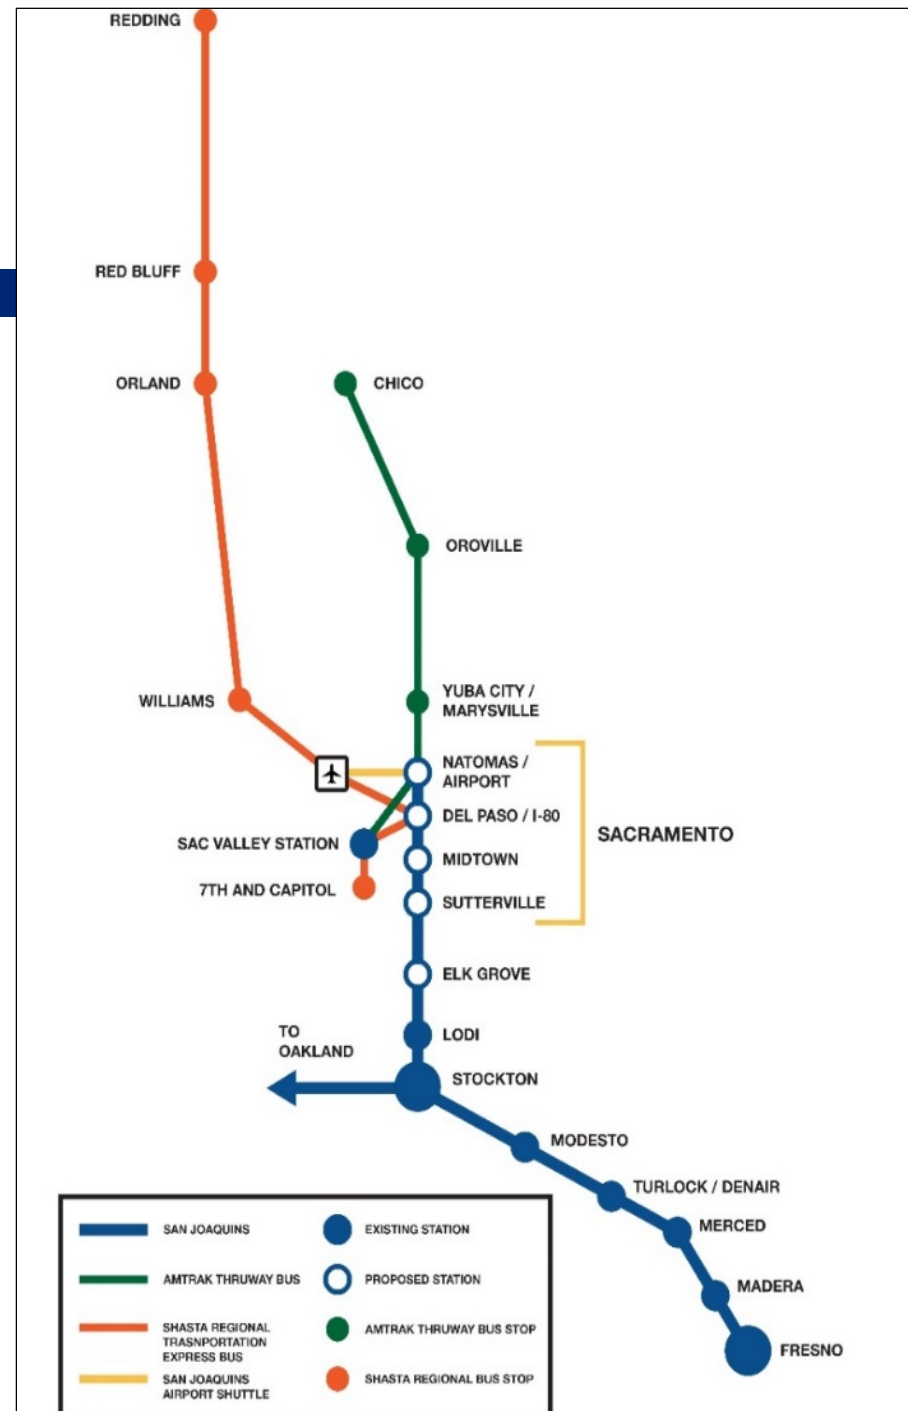 REDDING
RED BLUFF
ORLAND
CHICO
OROVILLE
YUBA CITY /
MARYSVILLE
WILLIAMS
NATOMAS /
AIRPORT
DEL PASO / I-80
SACRAMENTO
SAC VALLEY STATION
MIDTOWN
7TH AND CAPITOL
SUTTERVILLE
ELK GROVE
TO
OAKLAND
LODI
STOCKTON
MODESTO
TURLOCK / DENAIR
MERCED
MADERA
FRESNO
SAN JOAQUINS
EXISTING STATION
AMTRAK THRUWAY BUS
PROPOSED STATION
SHASTA REGIONAL
TRASNPORTATION
EXPRESS BUS
AMTRAK THRUWAY BUS STOP
SAN JOAQUINS
AIRPORT SHUTTLE
SHASTA REGIONAL BUS STOP